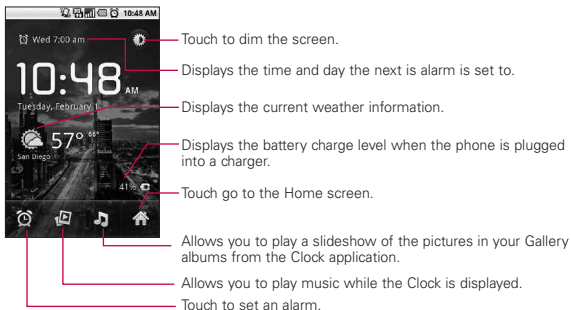 10:48 AM
Wed 7:00 am
Touch to dim the screen.
Displays the time and day the next is alarm is set to.
10:48 AM
Tuesday, February 1
Displays the current weather information.
57° 66°
San Diego
Displays the battery charge level when the phone is plugged
into a charger.
41%
Touch go to the Home screen.
Allows you to play a slideshow of the pictures in your Gallery
albums from the Clock application.
Allows you to play music while the Clock is displayed.
Touch to set an alarm.